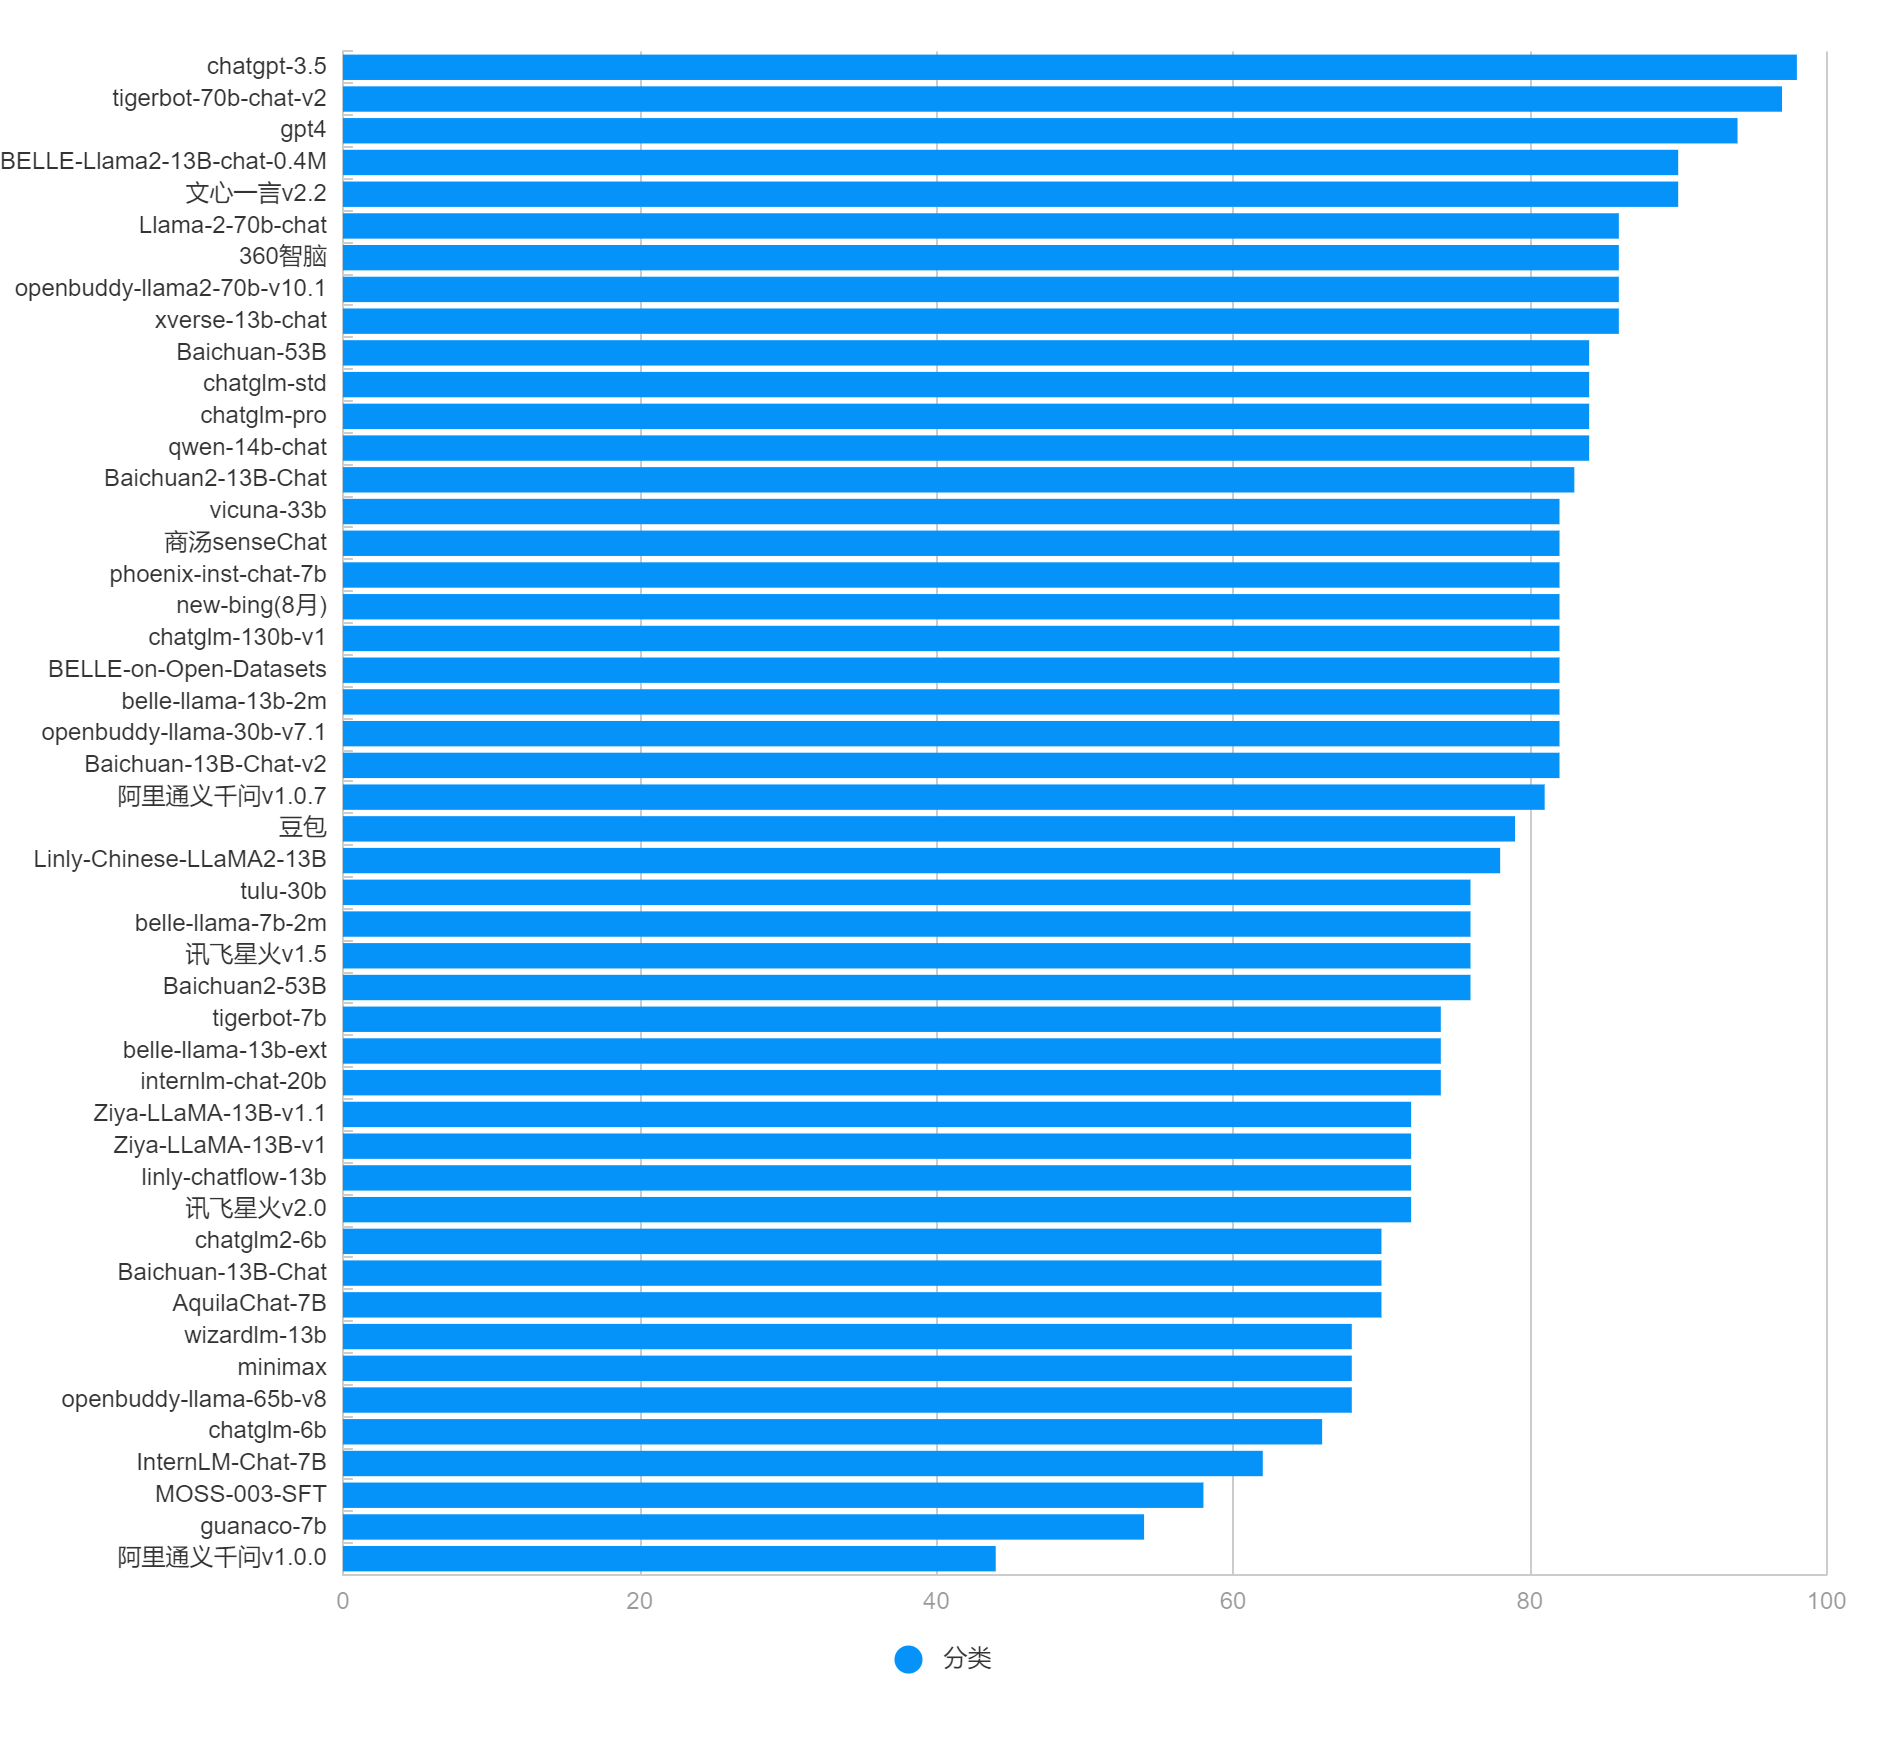 chatgpt-3.5
tigerbot-70b-chat-v2
gpt4
BELLE-Llama2-13B-chat-0.4M
文心一言v2.2
Llama-2-70b-chat
360智脑
openbuddy-llama2-70b-v10.1
xverse-13b-chat
Baichuan-53B
chatglm-std
chatglm-pro
qwen-14b-chat
Baichuan2-13B-Chat
vicuna-33b
商汤senseChat
phoenix-inst-chat-7b
new-bing(8月)
chatglm-130b-v1
BELLE-on-Open-Datasets
belle-llama-13b-2m
openbuddy-llama-30b-v7.1
Baichuan-13B-Chat-v2
阿里通义千问v1.0.7
豆包
Linly-Chinese-LLaMA2-13B
tulu-30b
belle-llama-7b-2m
讯飞星火v1.5
Baichuan2-53B
tigerbot-7b
belle-llama-13b-ext
internlm-chat-20b
Ziya-LLaMA-13B-v1.1
Ziya-LLaMA-13B-v1
linly-chatflow-13b
讯飞星火v2.0
chatglm2-6b
Baichuan-13B-Chat
AquilaChat-7B
wizardlm-13b
minimax
openbuddy-llama-65b-v8
chatglm-6b
InternLM-Chat-7B
MOSS-003-SFT
guanaco-7b
阿里通义千问v1.0.0
0 20 40 60 80 100
分类